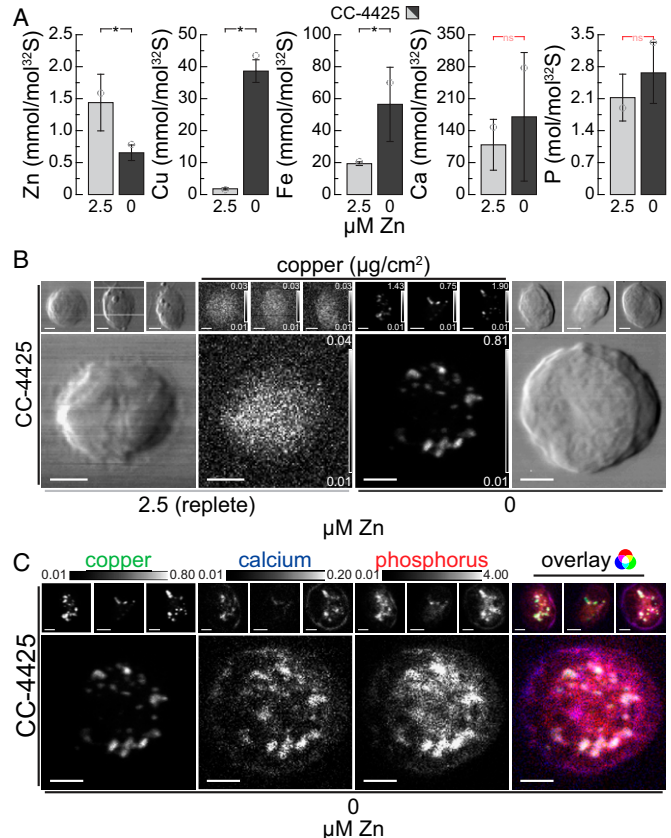 A
CC-4425
Zn (mmol/mol³²S)
2.5
2.0
1.5
1.0
0.5
0
*
2.5 0
Cu (mmol/mol³²S)
50
40
30
20
10
0
*
2.5 0
Fe (mmol/mol³²S)
100
80
60
40
20
0
*
2.5 0
Ca (mmol/mol³²S)
350
280
210
140
70
0
ns
2.5 0
P (mol/mol³²S)
3.5
2.8
2.1
1.4
0.7
0
ns
2.5 0
µM Zn
B
copper (µg/cm²)
CC-4425
0.03 0.03 0.03 1.43 0.75 1.90
0.01 0.01 0.01 0.01 0.01 0.01
0.04 0.81
0.01 0.01
2.5 (replete) 0
µM Zn
C
copper calcium phosphorus overlay
0.01 0.80 0.01 0.20 0.01 4.00
CC-4425
0
µM Zn